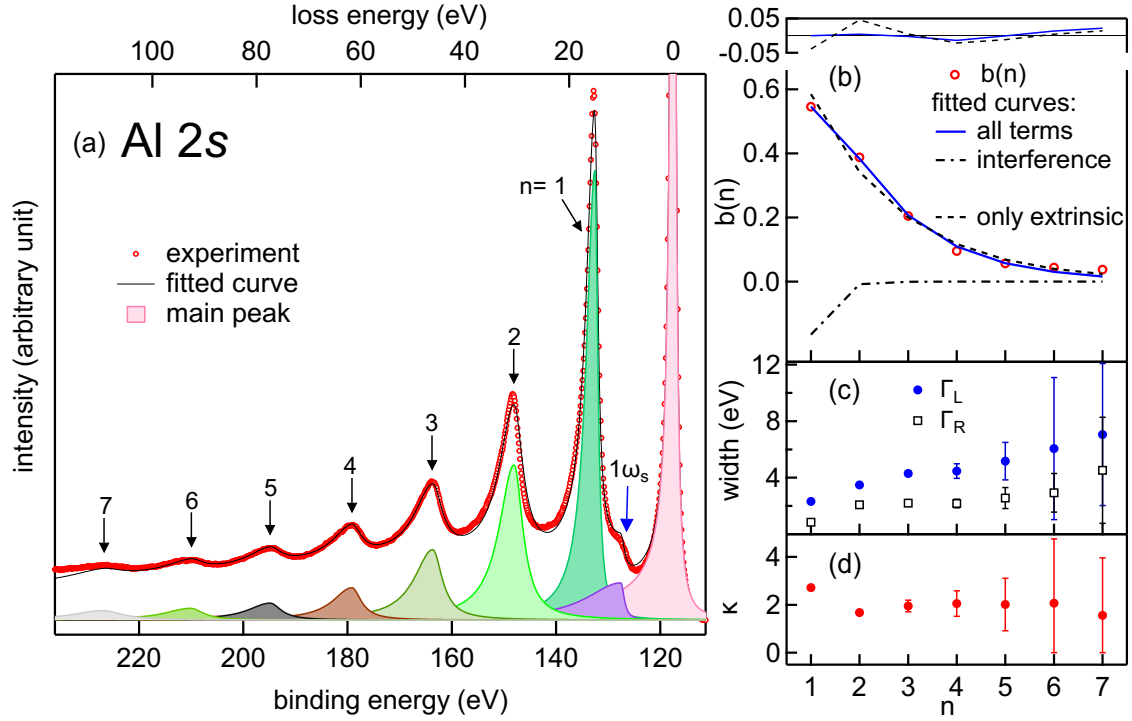 loss energy (eV)
100 80 60 40 20 0
(a) Al 2s
n= 1
experiment
fitted curve
main peak
2
3
4
5
6
7
1ωs
intensity (arbitrary unit)
220 200 180 160 140 120
binding energy (eV)
0.05
-0.05
(b)
b(n)
fitted curves:
all terms
interference
only extrinsic
0.6
0.4
0.2
0.0
b(n)
(c)
ΓL
ΓR
12
8
4
width (eV)
(d)
4
2
0
κ
1 2 3 4 5 6 7
n